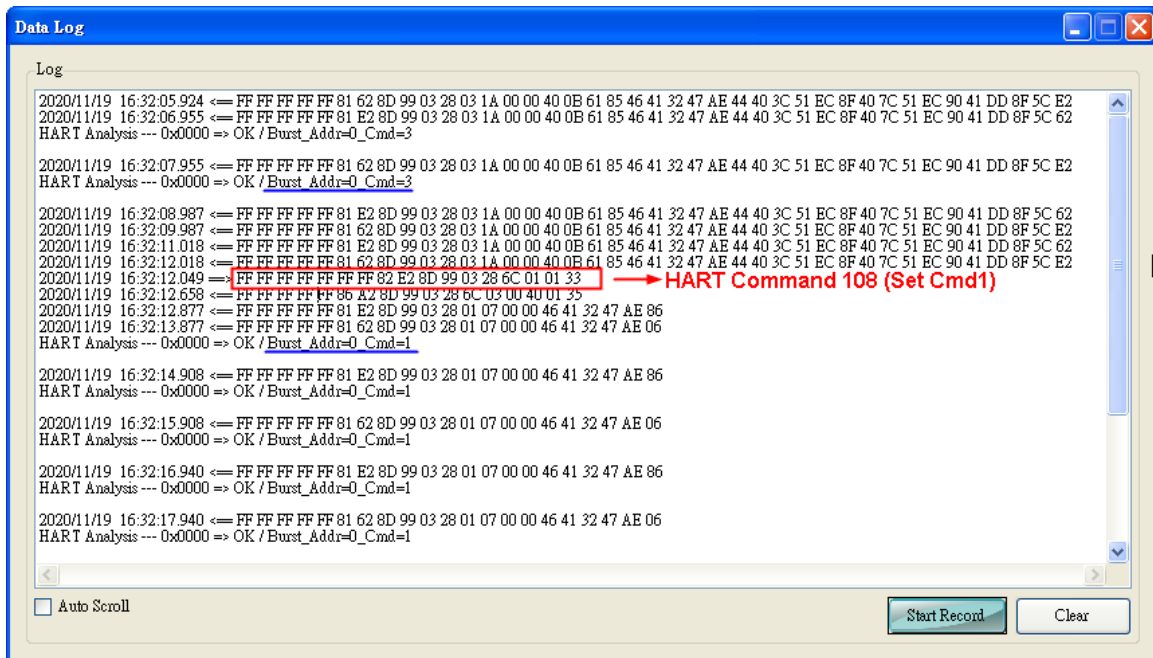 Data Log
Log
2020/11/19 16:32:05.924 <== FF FF FF FF FF 81 62 8D 99 03 28 03 1A 00 00 40 0B 61 85 46 41 32 47 AE 44 40 3C 51 EC 8F 40 7C 51 EC 90 41 DD 8F 5C E2
2020/11/19 16:32:06.955 <== FF FF FF FF FF 81 E2 8D 99 03 28 03 1A 00 00 40 0B 61 85 46 41 32 47 AE 44 40 3C 51 EC 8F 40 7C 51 EC 90 41 DD 8F 5C 62
HART Analysis --- 0x0000 => OK / Burst_Addr=0_Cmd=3
2020/11/19 16:32:07.955 <== FF FF FF FF FF 81 62 8D 99 03 28 03 1A 00 00 40 0B 61 85 46 41 32 47 AE 44 40 3C 51 EC 8F 40 7C 51 EC 90 41 DD 8F 5C E2
HART Analysis --- 0x0000 => OK / Burst_Addr=0_Cmd=3
2020/11/19 16:32:08.987 <== FF FF FF FF FF 81 E2 8D 99 03 28 03 1A 00 00 40 0B 61 85 46 41 32 47 AE 44 40 3C 51 EC 8F 40 7C 51 EC 90 41 DD 8F 5C 62
2020/11/19 16:32:09.987 <== FF FF FF FF FF 81 62 8D 99 03 28 03 1A 00 00 40 0B 61 85 46 41 32 47 AE 44 40 3C 51 EC 8F 40 7C 51 EC 90 41 DD 8F 5C E2
2020/11/19 16:32:11.018 <== FF FF FF FF FF 81 E2 8D 99 03 28 03 1A 00 00 40 0B 61 85 46 41 32 47 AE 44 40 3C 51 EC 8F 40 7C 51 EC 90 41 DD 8F 5C 62
2020/11/19 16:32:12.018 <== FF FF FF FF FF 81 62 8D 99 03 28 03 1A 00 00 40 0B 61 85 46 41 32 47 AE 44 40 3C 51 EC 8F 40 7C 51 EC 90 41 DD 8F 5C E2
2020/11/19 16:32:12.049 ==> FF FF FF FF FF FF FF FF 82 E2 8D 99 03 28 6C 01 01 33 HART Command 108 (Set Cmd1)
2020/11/19 16:32:12.658 <== FF FF FF FF FF 86 A2 8D 99 03 28 6C 03 00 40 01 35
2020/11/19 16:32:12.877 <== FF FF FF FF FF 81 E2 8D 99 03 28 01 07 00 00 46 41 32 47 AE 86
2020/11/19 16:32:13.877 <== FF FF FF FF FF 81 62 8D 99 03 28 01 07 00 00 46 41 32 47 AE 06
HART Analysis --- 0x0000 => OK / Burst_Addr=0_Cmd=1
2020/11/19 16:32:14.908 <== FF FF FF FF FF 81 E2 8D 99 03 28 01 07 00 00 46 41 32 47 AE 86
HART Analysis --- 0x0000 => OK / Burst_Addr=0_Cmd=1
2020/11/19 16:32:15.908 <== FF FF FF FF FF 81 62 8D 99 03 28 01 07 00 00 46 41 32 47 AE 06
HART Analysis --- 0x0000 => OK / Burst_Addr=0_Cmd=1
2020/11/19 16:32:16.940 <== FF FF FF FF FF 81 E2 8D 99 03 28 01 07 00 00 46 41 32 47 AE 86
HART Analysis --- 0x0000 => OK / Burst_Addr=0_Cmd=1
2020/11/19 16:32:17.940 <== FF FF FF FF FF 81 62 8D 99 03 28 01 07 00 00 46 41 32 47 AE 06
HART Analysis --- 0x0000 => OK / Burst_Addr=0_Cmd=1
Auto Scroll
Start Record
Clear